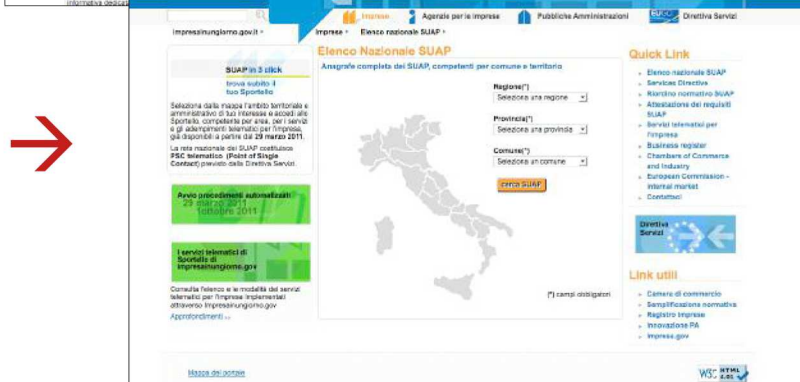 informativa dedicat
Imprese
Agenzie per le imprese
Pubbliche Amministrazioni
EUGO
Direttiva Servizi
impresainungiorno.gov.it
Imprese
Elenco nazionale SUAP
SUAP in 3 click
trova subito il
tuo Sportello
Seleziona dalla mappa l'ambito territoriale e
amministrativo di tuo interesse e accedi allo
Sportello, competente per area, per i servizi
e gli adempimenti telematici per l'impresa,
già disponibili a partire dal 29 marzo 2011.
La rete nazionale dei SUAP costituisce
PSC telematico (Point of Single
Contact) previsto dalla Direttiva Servizi.
Avvio procedimenti automatizzati
29 marzo 2011
1 ottobre 2011
I servizi telematici di
Sportello di
impresainungiorno.gov
Consulta l'elenco e le modalità dei servizi
telematici per l'impresa implementati
attraverso impresainungiorno.gov
Approfondimenti
Elenco Nazionale SUAP
Anagrafe completa dei SUAP, competenti per comune e territorio
Regione(*)
Seleziona una regione
Provincia(*)
Seleziona una provincia
Comune(*)
Seleziona un comune
cerca SUAP
(*) campi obbligatori
Quick Link
Elenco nazionale SUAP
Services Directive
Riordino normativo SUAP
Attestazione dei requisiti
SUAP
Servizi telematici per
l'impresa
Business register
Chambers of Commerce
and Industry
European Commission -
internal market
Contattaci
Direttiva
Servizi
Link utili
Camere di commercio
Semplificazione normativa
Registro Imprese
Innovazione PA
Impresa.gov
Mappa del portale
W3C HTML
4.01